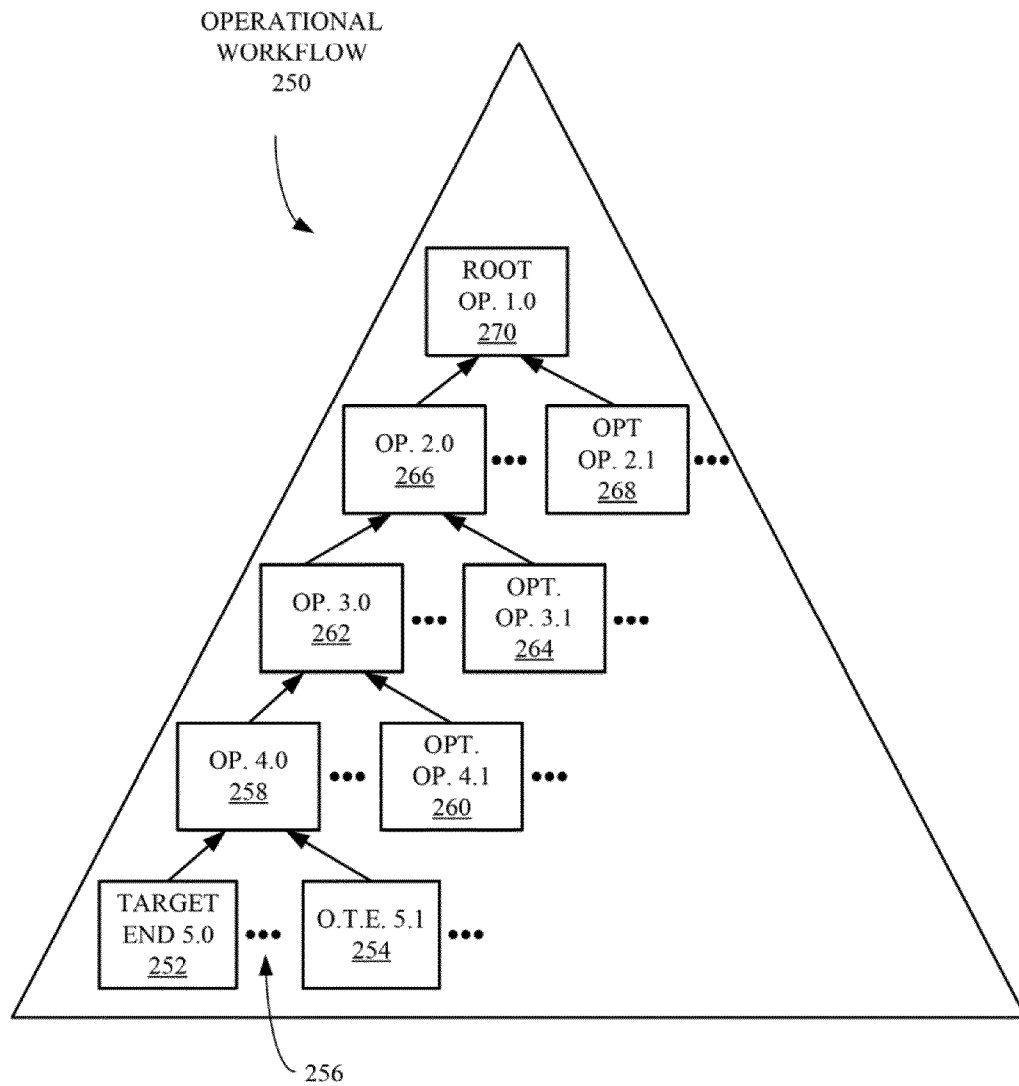 OPERATIONAL
WORKFLOW
250
ROOT
OP. 1.0
270
OP. 2.0
266
OPT
OP. 2.1
268
OP. 3.0
262
OPT.
OP. 3.1
264
OP. 4.0
258
OPT.
OP. 4.1
260
TARGET
END 5.0
252
O.T.E. 5.1
254
256